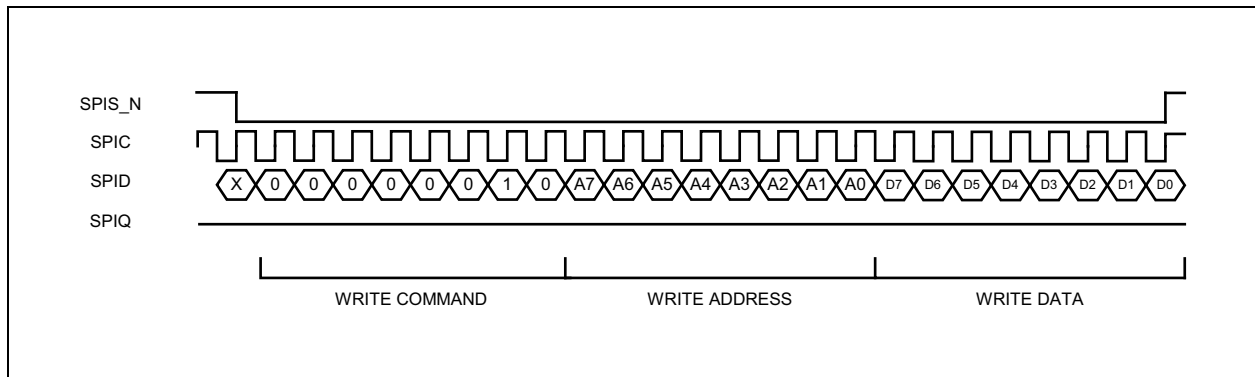 SPIS_N
SPIC
SPID X 0 0 0 0 0 0 1 0 A7 A6 A5 A4 A3 A2 A1 A0 D7 D6 D5 D4 D3 D2 D1 D0
SPIQ
WRITE COMMAND WRITE ADDRESS WRITE DATA